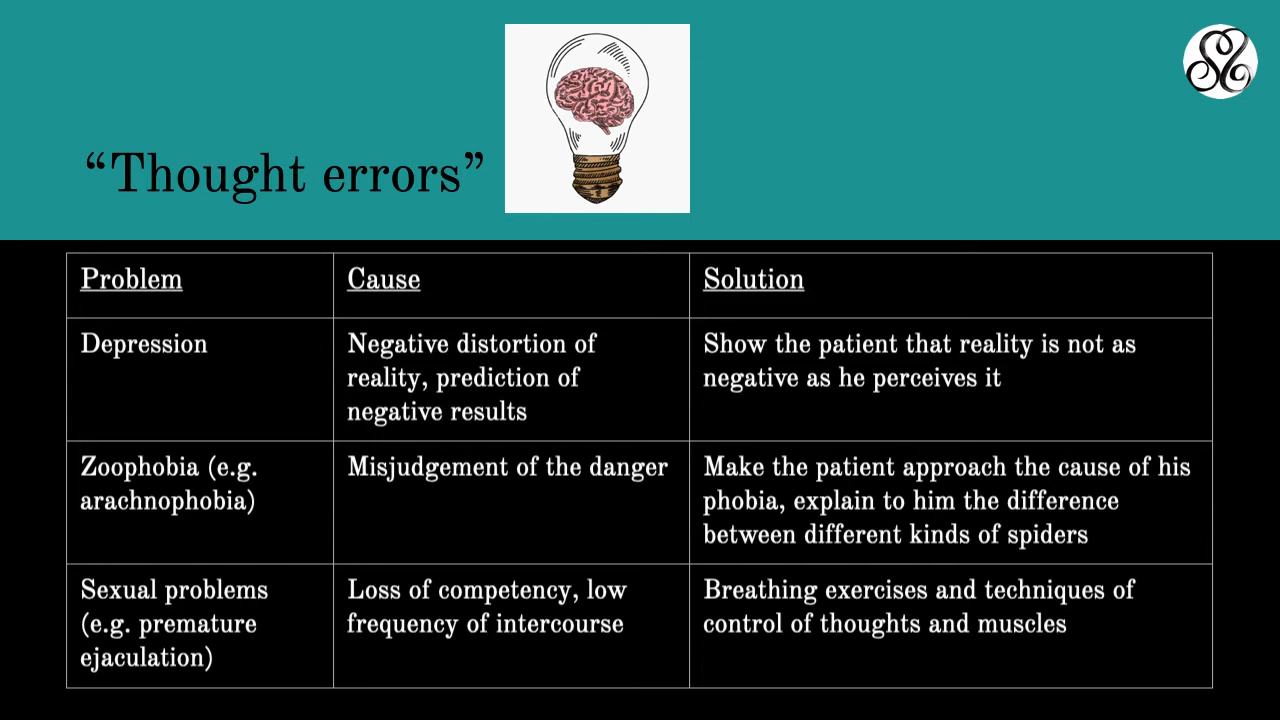 “Thought errors”
Problem
Cause
Solution
Depression
Negative distortion of
reality, prediction of
negative results
Show the patient that reality is not as
negative as he perceives it
Zoophobia (e.g.
arachnophobia)
Misjudgement of the danger
Make the patient approach the cause of his
phobia, explain to him the difference
between different kinds of spiders
Sexual problems
(e.g. premature
ejaculation)
Loss of competency, low
frequency of intercourse
Breathing exercises and techniques of
control of thoughts and muscles